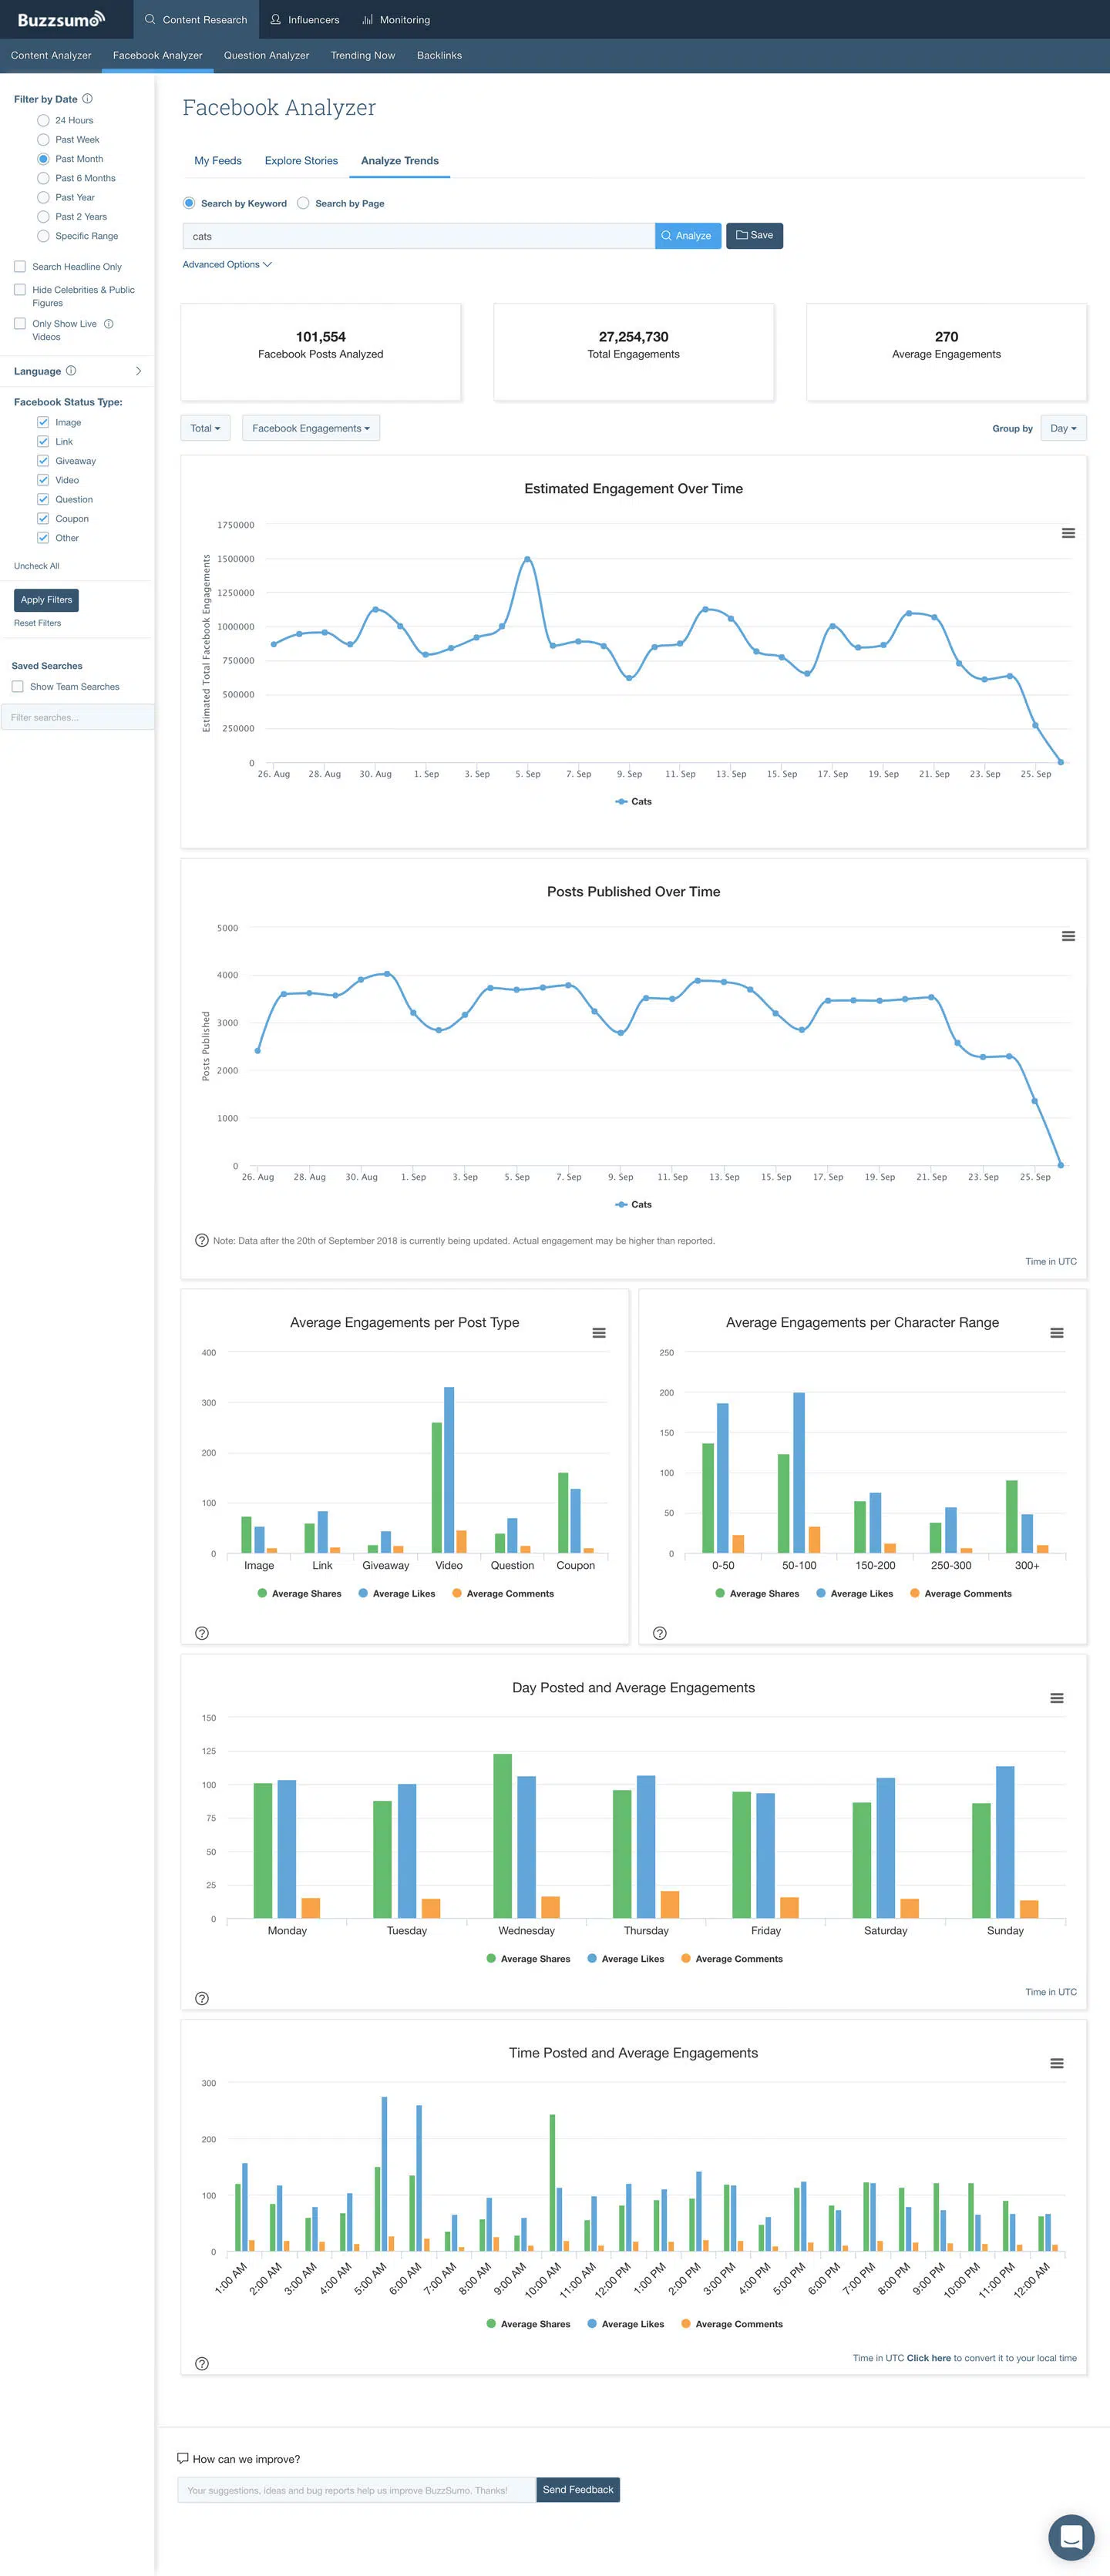 Buzzsumo
Content Research
Influencers
Monitoring
Content Analyzer
Facebook Analyzer
Question Analyzer
Trending Now
Backlinks
Filter by Date
24 Hours
Past Week
Past Month
Past 6 Months
Past Year
Past 2 Years
Specific Range
Search Headline Only
Hide Celebrities & Public
Figures
Only Show Live
Videos
Language
Facebook Status Type:
Image
Link
Giveaway
Video
Question
Coupon
Other
Uncheck All
Apply Filters
Reset Filters
Saved Searches
Show Team Searches
Filter searches...
Facebook Analyzer
My Feeds
Explore Stories
Analyze Trends
Search by Keyword
Search by Page
cats
Analyze
Save
Advanced Options
101,554
Facebook Posts Analyzed
27,254,730
Total Engagements
270
Average Engagements
Total
Facebook Engagements
Group by
Day
Estimated Engagement Over Time
Estimated Total Facebook Engagements
1750000
1500000
1250000
1000000
750000
500000
250000
0
26. Aug
28. Aug
30. Aug
1. Sep
3. Sep
5. Sep
7. Sep
9. Sep
11. Sep
13. Sep
15. Sep
17. Sep
19. Sep
21. Sep
23. Sep
25. Sep
Cats
Posts Published Over Time
Posts Published
5000
4000
3000
2000
1000
0
26. Aug
28. Aug
30. Aug
1. Sep
3. Sep
5. Sep
7. Sep
9. Sep
11. Sep
13. Sep
15. Sep
17. Sep
19. Sep
21. Sep
23. Sep
25. Sep
Cats
Note: Data after the 20th of September 2018 is currently being updated. Actual engagement may be higher than reported.
Time in UTC
Average Engagements per Post Type
400
300
200
100
0
Image
Link
Giveaway
Video
Question
Coupon
Average Shares
Average Likes
Average Comments
Average Engagements per Character Range
250
200
150
100
50
0
0-50
50-100
150-200
250-300
300+
Average Shares
Average Likes
Average Comments
Day Posted and Average Engagements
150
125
100
75
50
25
0
Monday
Tuesday
Wednesday
Thursday
Friday
Saturday
Sunday
Average Shares
Average Likes
Average Comments
Time in UTC
Time Posted and Average Engagements
300
200
100
0
1:00 AM
2:00 AM
3:00 AM
4:00 AM
5:00 AM
6:00 AM
7:00 AM
8:00 AM
9:00 AM
10:00 AM
11:00 AM
12:00 PM
1:00 PM
2:00 PM
3:00 PM
4:00 PM
5:00 PM
6:00 PM
7:00 PM
8:00 PM
9:00 PM
10:00 PM
11:00 PM
12:00 AM
Average Shares
Average Likes
Average Comments
Time in UTC Click here to convert it to your local time
How can we improve?
Your suggestions, ideas and bug reports help us improve BuzzSumo. Thanks!
Send Feedback